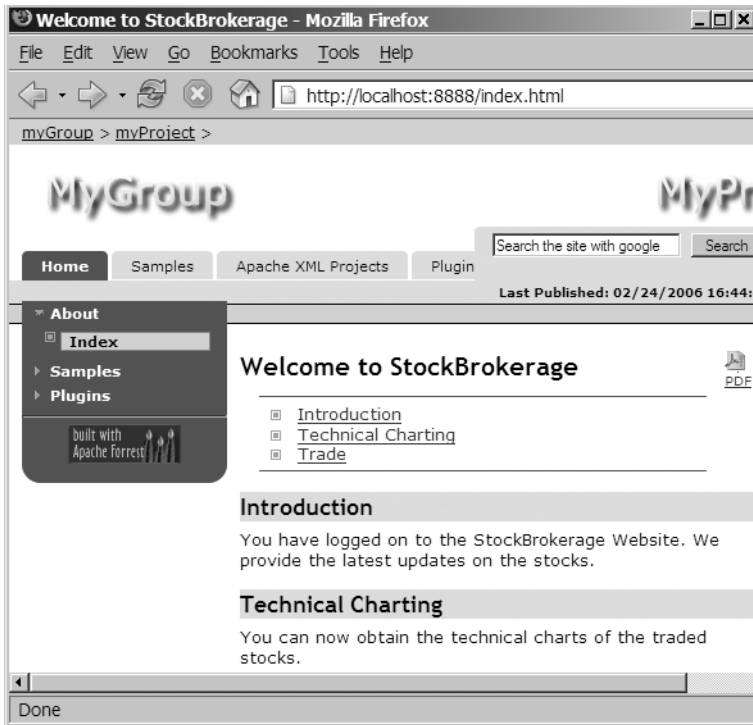 Welcome to StockBrokerage - Mozilla Firefox
File Edit View Go Bookmarks Tools Help
http://localhost:8888/index.html
myGroup > myProject >
MyGroup
MyPr
Search the site with google Search
Home Samples Apache XML Projects Plugin
Last Published: 02/24/2006 16:44:
About
Index
Samples
Plugins
built with
Apache Forrest
Welcome to StockBrokerage
PDF
Introduction
Technical Charting
Trade
Introduction
You have logged on to the StockBrokerage Website. We
provide the latest updates on the stocks.
Technical Charting
You can now obtain the technical charts of the traded
stocks.
Done